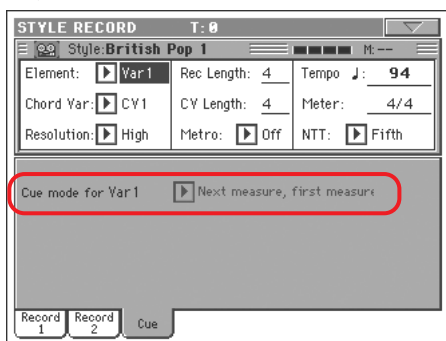 STYLE RECORD T:0
Style:British Pop 1 M:--
Element: Var1 Rec Length: 4 Tempo ♩: 94
Chord Var: CV1 CV Length: 4 Meter: 4/4
Resolution: High Metro: Off NTT: Fifth
Cue mode for Var1 Next measure, first measure
Record 1 Record 2 Cue